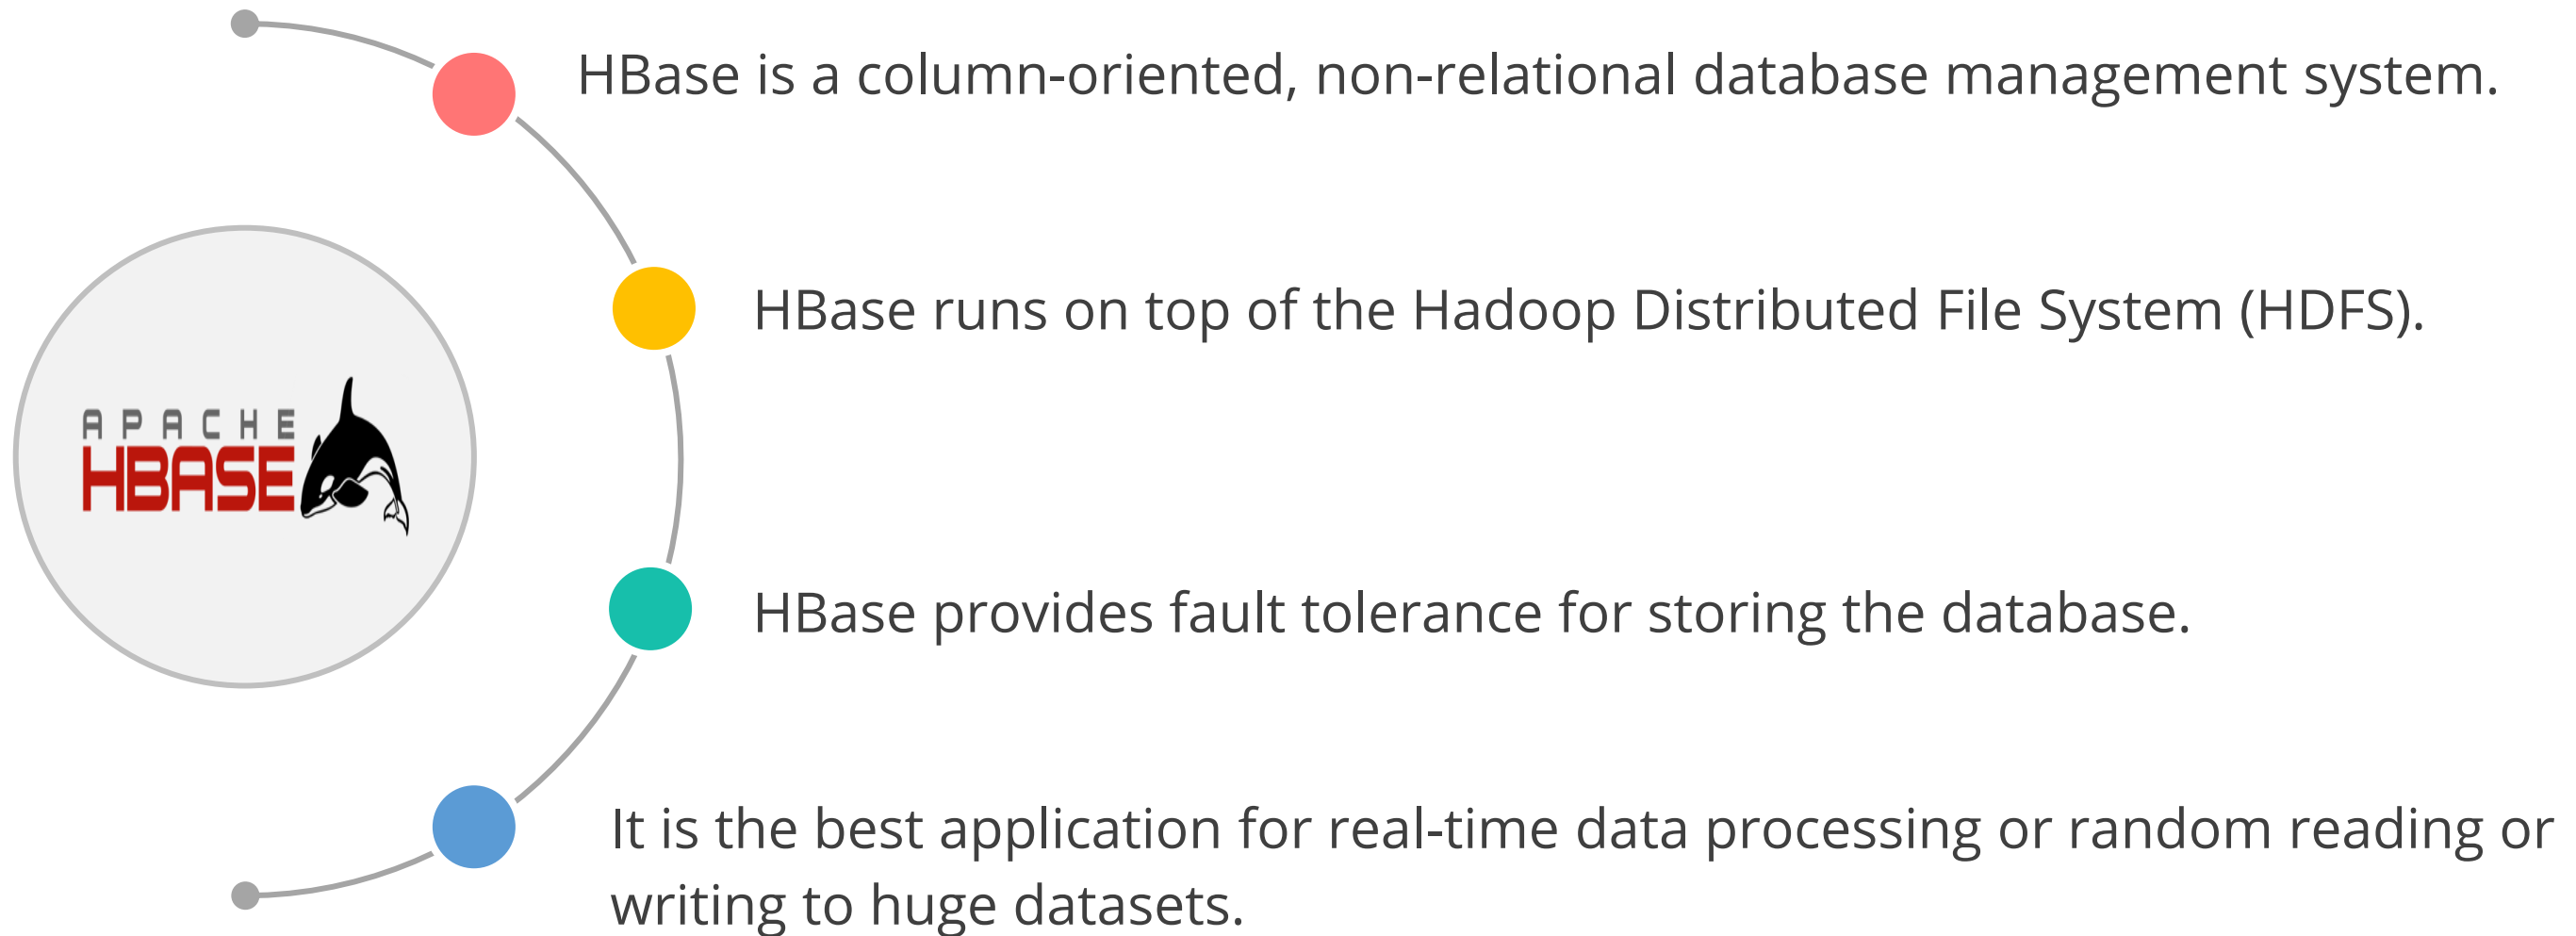 HBase is a column-oriented, non-relational database management system.
HBase runs on top of the Hadoop Distributed File System (HDFS).
APACHE
HBASE
HBase provides fault tolerance for storing the database.
It is the best application for real-time data processing or random reading or
writing to huge datasets.